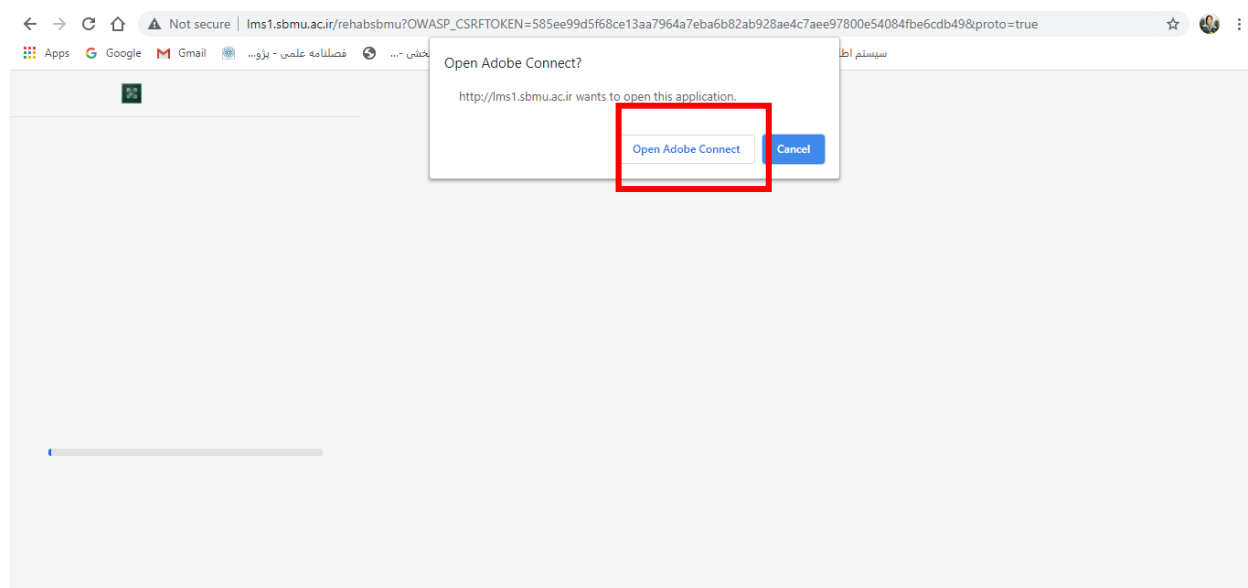 Not secure | lms1.sbmu.ac.ir/rehabsbmu?OWASP_CSRFTOKEN=585ee99d5f68ce13aa7964a7eba6b82ab928ae4c7aee97800e54084fbe6cdb49&proto=true
Apps Google Gmail فصلنامه علمی - پژو... بخشی -... سیستم
Open Adobe Connect?
http://lms1.sbmu.ac.ir wants to open this application.
Open Adobe Connect Cancel